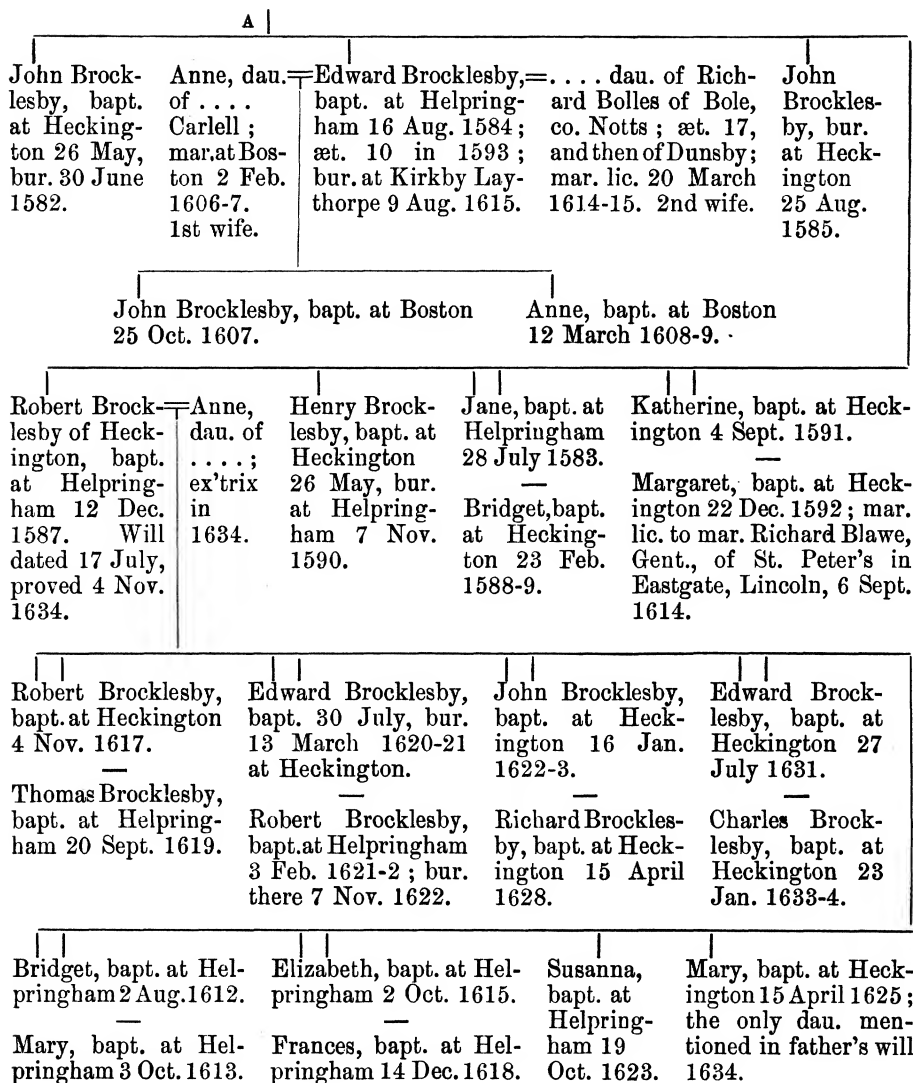 A
John Brock-
lesby, bapt.
at Hecking-
ton 26 May,
bur. 30 June
1582.
Anne, dau.
of . . . .
Carlell ;
mar. at Bos-
ton 2 Feb.
1606-7.
1st wife.
Edward Brocklesby,
bapt. at Helpring-
ham 16 Aug. 1584 ;
æt. 10 in 1593 ;
bur. at Kirkby Lay-
thorpe 9 Aug. 1615.
. . . . dau. of Rich-
ard Bolles of Bole,
co. Notts ; æt. 17,
and then of Dunsby ;
mar. lic. 20 March
1614-15. 2nd wife.
John
Brockles-
by, bur.
at Heck-
ington
25 Aug.
1585.
John Brocklesby, bapt. at Boston
25 Oct. 1607.
Anne, bapt. at Boston
12 March 1608-9.
Robert Brock-
lesby of Heck-
ington, bapt.
at Helpring-
ham 12 Dec.
1587. Will
dated 17 July,
proved 4 Nov.
1634.
Anne,
dau. of
. . . . ;
ex'trix
in
1634.
Henry Brock-
lesby, bapt. at
Heckington
26 May, bur.
at Helpring-
ham 7 Nov.
1590.
Jane, bapt. at
Helpringham
28 July 1583.
—
Bridget, bapt.
at Hecking-
ton 23 Feb.
1588-9.
Katherine, bapt. at Heck-
ington 4 Sept. 1591.
—
Margaret, bapt. at Heck-
ington 22 Dec. 1592 ; mar.
lic. to mar. Richard Blawe,
Gent., of St. Peter's in
Eastgate, Lincoln, 6 Sept.
1614.
Robert Brocklesby,
bapt. at Heckington
4 Nov. 1617.
—
Thomas Brocklesby,
bapt. at Helpring-
ham 20 Sept. 1619.
Edward Brocklesby,
bapt. 30 July, bur.
13 March 1620-21
at Heckington.
—
Robert Brocklesby,
bapt. at Helpringham
3 Feb. 1621-2 ; bur.
there 7 Nov. 1622.
John Brocklesby,
bapt. at Heck-
ington 16 Jan.
1622-3.
—
Richard Brockles-
by, bapt. at Heck-
ington 15 April
1628.
Edward Brock-
lesby, bapt. at
Heckington 27
July 1631.
—
Charles Brock-
lesby, bapt. at
Heckington 23
Jan. 1633-4.
Bridget, bapt. at Hel-
pringham 2 Aug. 1612.
—
Mary, bapt. at Hel-
pringham 3 Oct. 1613.
Elizabeth, bapt. at Hel-
pringham 2 Oct. 1615.
—
Frances, bapt. at Hel-
pringham 14 Dec. 1618.
Susanna,
bapt. at
Helpring-
ham 19
Oct. 1623.
Mary, bapt. at Heck-
ington 15 April 1625 ;
the only dau. men-
tioned in father's will
1634.